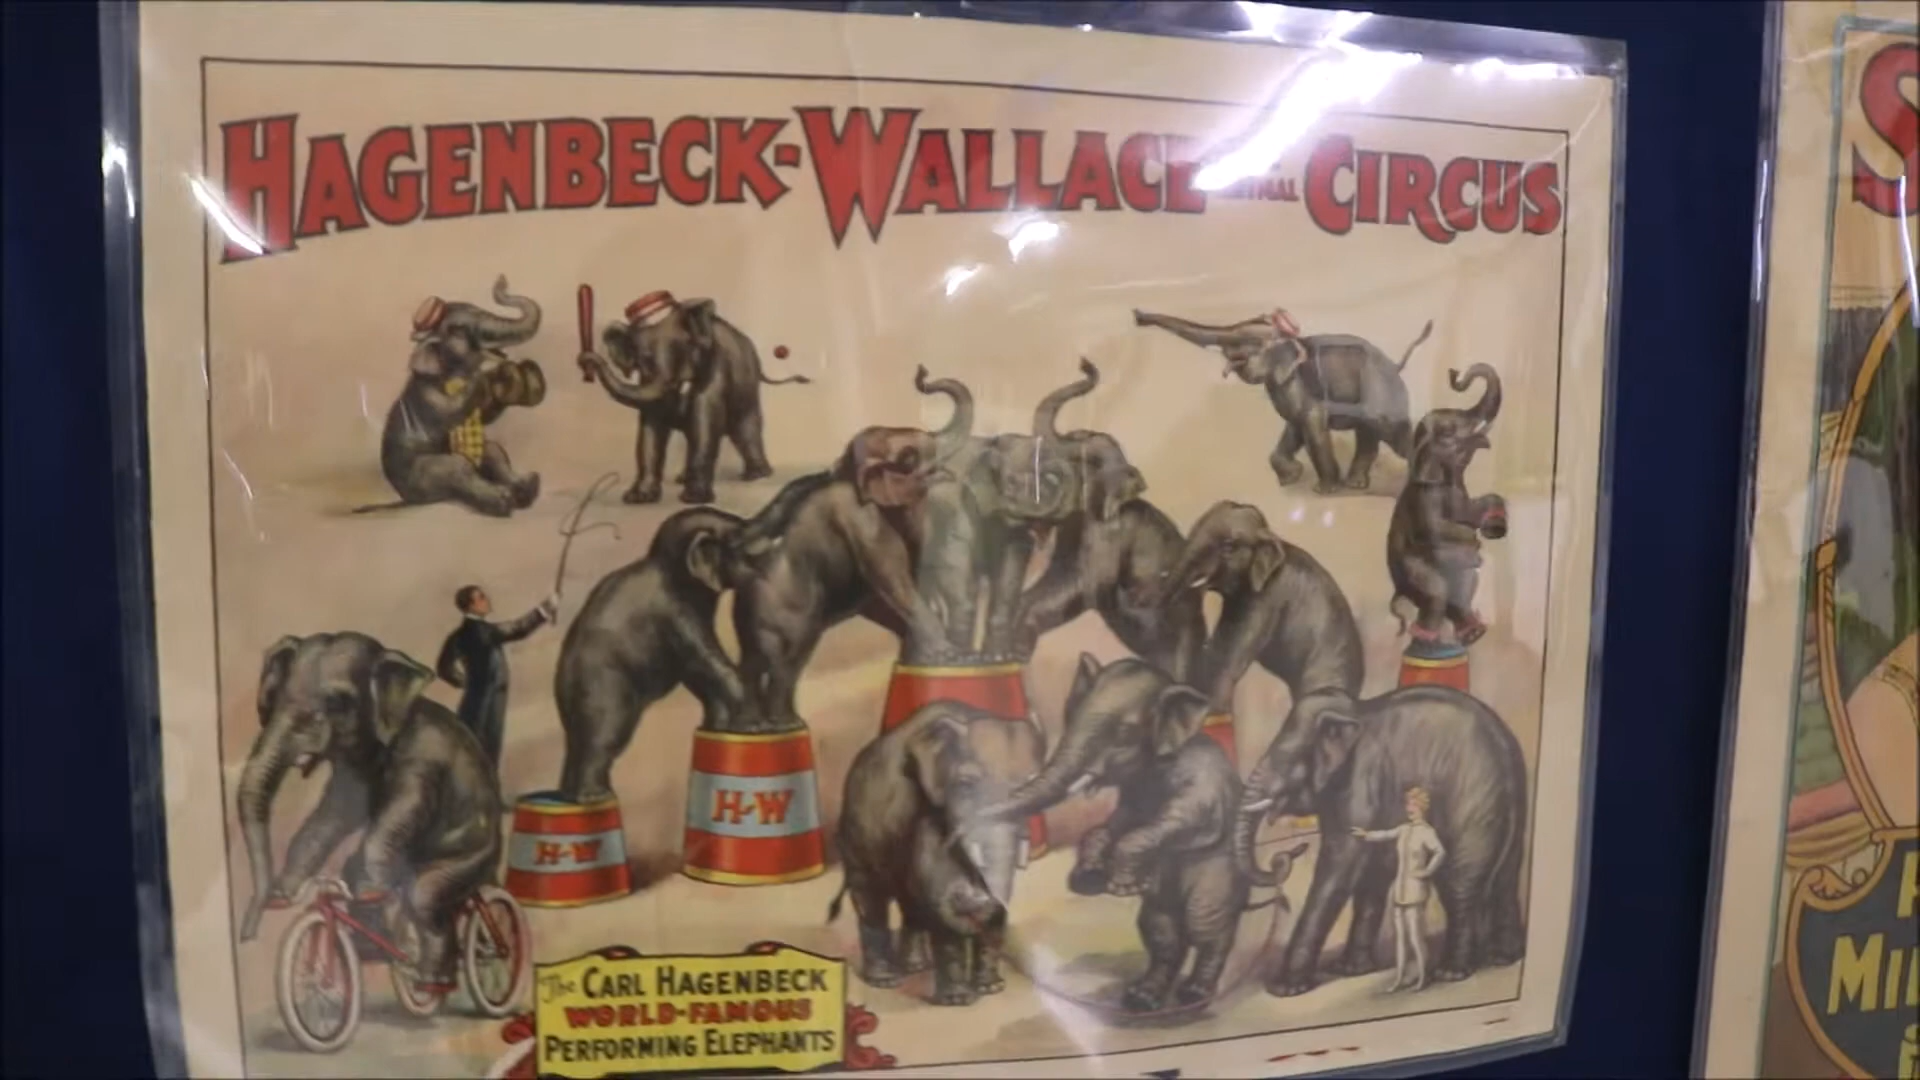 HAGENBECK-WALLACE CIRCUS
H-W
H-W
The CARL HAGENBECK
WORLD-FAMOUS
PERFORMING ELEPHANTS